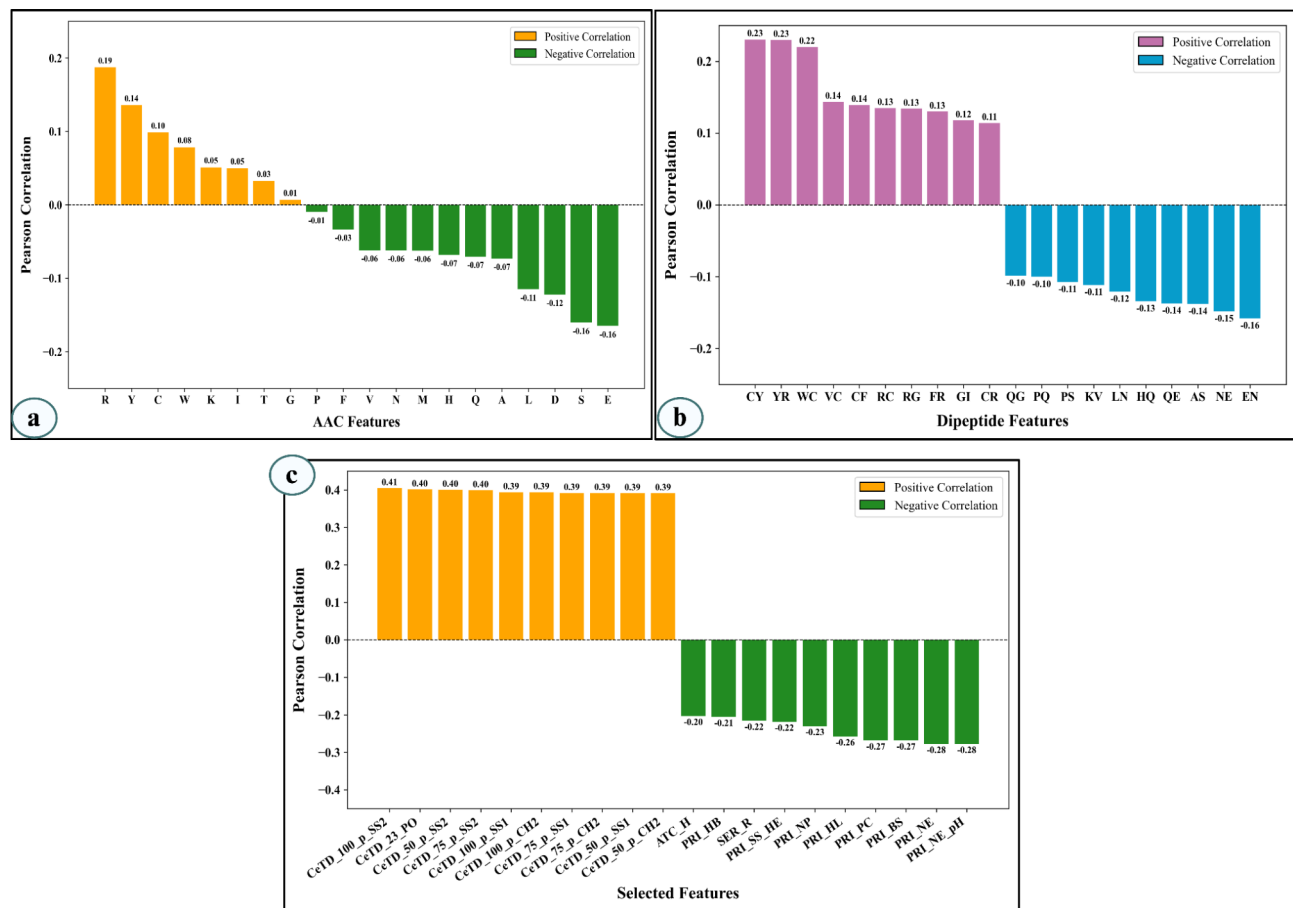 a
Pearson Correlation
0.2
0.1
0.0
−0.1
−0.2
Positive Correlation
Negative Correlation
0.19
0.14
0.10
0.08
0.05
0.05
0.03
0.01
-0.01
-0.03
-0.06
-0.06
-0.06
-0.07
-0.07
-0.07
-0.11
-0.12
-0.16
-0.16
R Y C W K I T G P F V N M H Q A L D S E
AAC Features
b
Pearson Correlation
0.2
0.1
0.0
−0.1
−0.2
Positive Correlation
Negative Correlation
0.23
0.23
0.22
0.14
0.14
0.13
0.13
0.13
0.12
0.11
-0.10
-0.10
-0.11
-0.11
-0.12
-0.13
-0.14
-0.14
-0.15
-0.16
CY YR WC VC CF RC RG FR GI CR QG PQ PS KV LN HQ QE AS NE EN
Dipeptide Features
c
Pearson Correlation
0.4
0.3
0.2
0.1
0.0
−0.1
−0.2
−0.3
−0.4
Positive Correlation
Negative Correlation
0.41
0.40
0.40
0.40
0.39
0.39
0.39
0.39
0.39
0.39
-0.20
-0.21
-0.22
-0.22
-0.23
-0.26
-0.27
-0.27
-0.28
-0.28
CeTD_100_p_SS2
CeTD_23_PO
CeTD_50_p_SS2
CeTD_75_p_SS2
CeTD_100_p_SS1
CeTD_100_p_CH2
CeTD_75_p_SS1
CeTD_75_p_CH2
CeTD_50_p_SS1
CeTD_50_p_CH2
ATC_H
PRI_HB
SER_R
PRI_SS_HE
PRI_NP
PRI_HL
PRI_PC
PRI_BS
PRI_NE
PRI_NE_pH
Selected Features